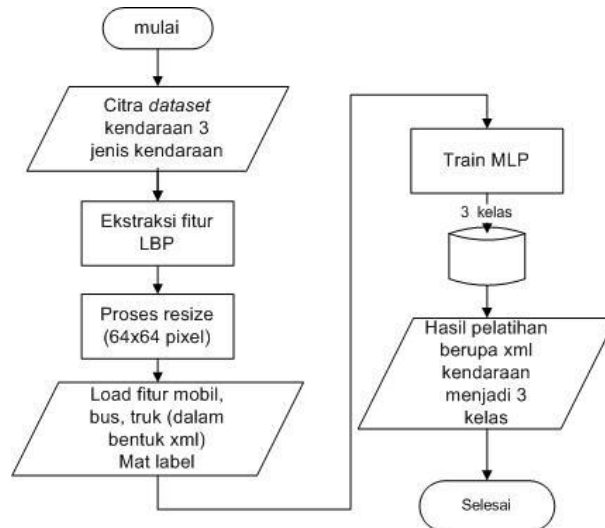 mulai
Citra dataset
kendaraan 3
jenis kendaraan
Ekstraksi fitur
LBP
Proses resize
(64x64 pixel)
Load fitur mobil,
bus, truk (dalam
bentuk xml)
Mat label
Train MLP
3 kelas
Hasil pelatihan
berupa xml
kendaraan
menjadi 3
kelas
Selesai